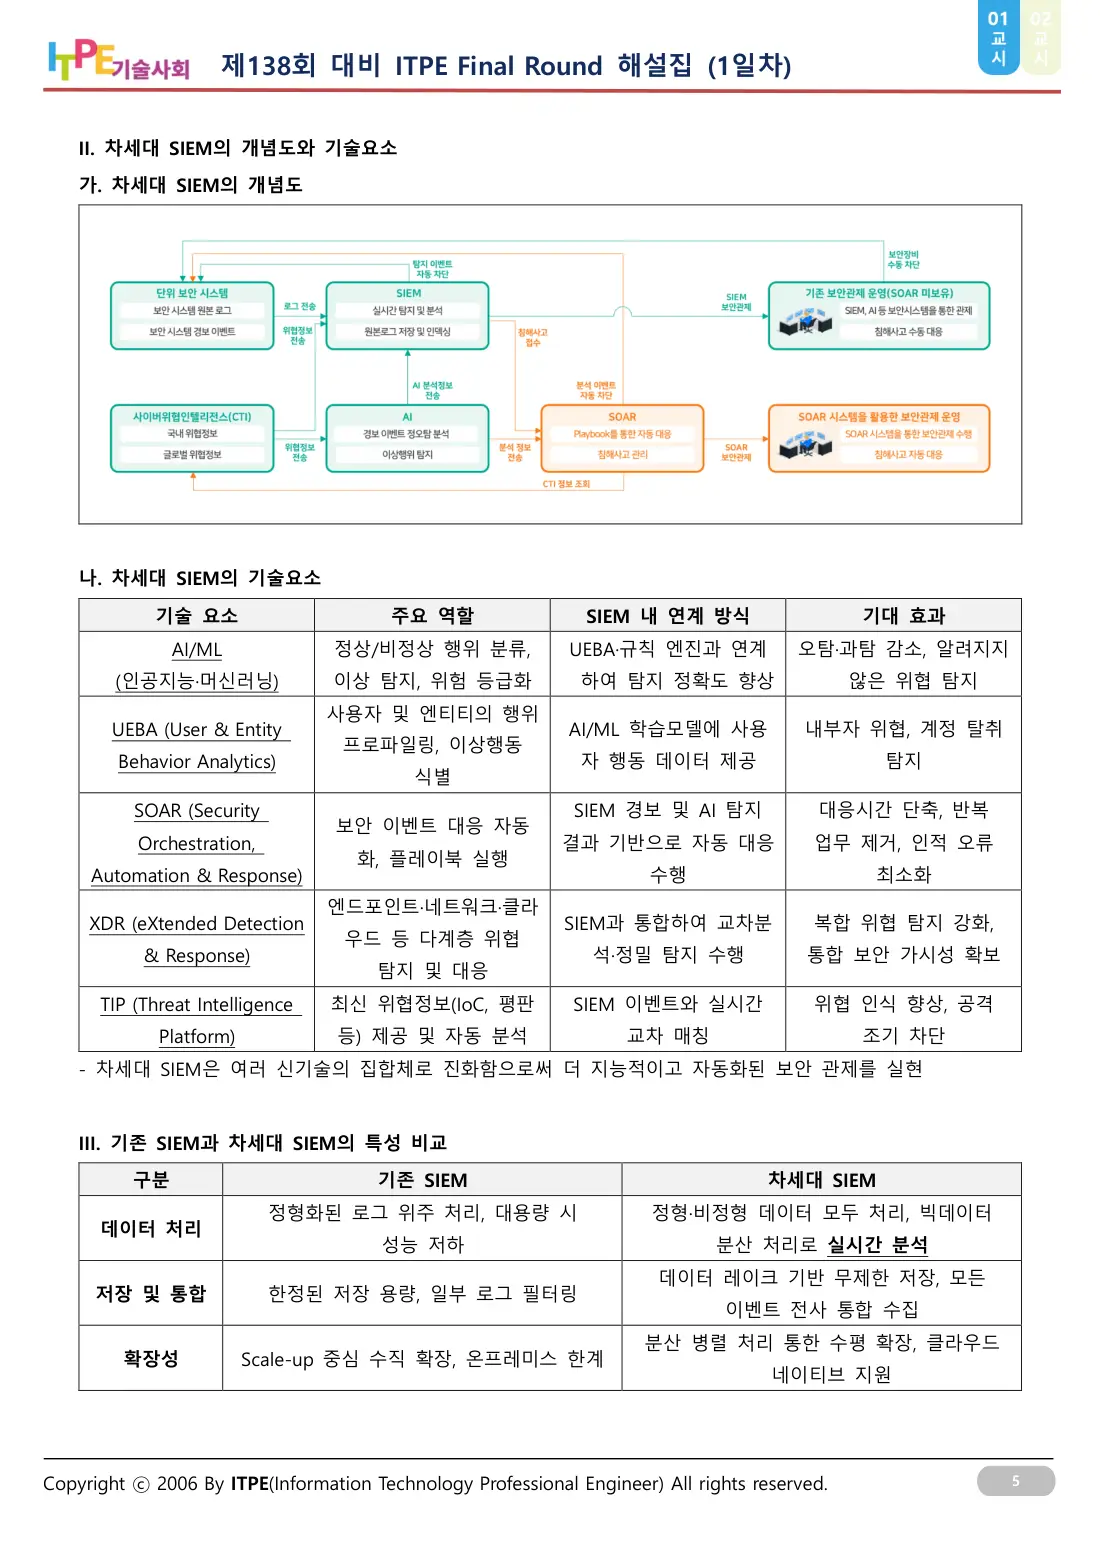 01
교
시
02
교
시
ITPE기술사회 제138회 대비 ITPE Final Round 해설집 (1일차)
II. 차세대 SIEM의 개념도와 기술요소
가. 차세대 SIEM의 개념도
탐지 이벤트
자동 차단
보안장비
수동 차단
단위 보안 시스템
보안 시스템 원본 로그
보안 시스템 경보 이벤트
로그 전송
위협정보
전송
SIEM
실시간 탐지 및 분석
원본로그 저장 및 인덱싱
침해사고
접수
SIEM
보안관제
기존 보안관제 운영(SOAR 미보유)
SIEM, AI 등 보안시스템을 통한 관제
침해사고 수동 대응
AI 분석정보
전송
분석 이벤트
자동 차단
사이버위협인텔리전스(CTI)
국내 위협정보
글로벌 위협정보
위협정보
전송
AI
경보 이벤트 정오탐 분석
이상행위 탐지
분석 정보
전송
SOAR
Playbook를 통한 자동 대응
침해사고 관리
SOAR
보안관제
SOAR 시스템을 활용한 보안관제 운영
SOAR 시스템을 통한 보안관제 수행
침해사고 자동 대응
CTI 정보 조회
나. 차세대 SIEM의 기술요소
기술 요소 주요 역할 SIEM 내 연계 방식 기대 효과
AI/ML
(인공지능·머신러닝)
정상/비정상 행위 분류,
이상 탐지, 위험 등급화
UEBA·규칙 엔진과 연계
하여 탐지 정확도 향상
오탐·과탐 감소, 알려지지
않은 위협 탐지
UEBA (User & Entity
Behavior Analytics)
사용자 및 엔티티의 행위
프로파일링, 이상행동
식별
AI/ML 학습모델에 사용
자 행동 데이터 제공
내부자 위협, 계정 탈취
탐지
SOAR (Security
Orchestration,
Automation & Response)
보안 이벤트 대응 자동
화, 플레이북 실행
SIEM 경보 및 AI 탐지
결과 기반으로 자동 대응
수행
대응시간 단축, 반복
업무 제거, 인적 오류
최소화
XDR (eXtended Detection
& Response)
엔드포인트·네트워크·클라
우드 등 다계층 위협
탐지 및 대응
SIEM과 통합하여 교차분
석·정밀 탐지 수행
복합 위협 탐지 강화,
통합 보안 가시성 확보
TIP (Threat Intelligence
Platform)
최신 위협정보(IoC, 평판
등) 제공 및 자동 분석
SIEM 이벤트와 실시간
교차 매칭
위협 인식 향상, 공격
조기 차단
- 차세대 SIEM은 여러 신기술의 집합체로 진화함으로써 더 지능적이고 자동화된 보안 관제를 실현
III. 기존 SIEM과 차세대 SIEM의 특성 비교
구분 기존 SIEM 차세대 SIEM
데이터 처리
정형화된 로그 위주 처리, 대용량 시
성능 저하
정형·비정형 데이터 모두 처리, 빅데이터
분산 처리로 실시간 분석
저장 및 통합
한정된 저장 용량, 일부 로그 필터링
데이터 레이크 기반 무제한 저장, 모든
이벤트 전사 통합 수집
확장성
Scale-up 중심 수직 확장, 온프레미스 한계
분산 병렬 처리 통한 수평 확장, 클라우드
네이티브 지원
Copyright ⓒ 2006 By ITPE(Information Technology Professional Engineer) All rights reserved.
5